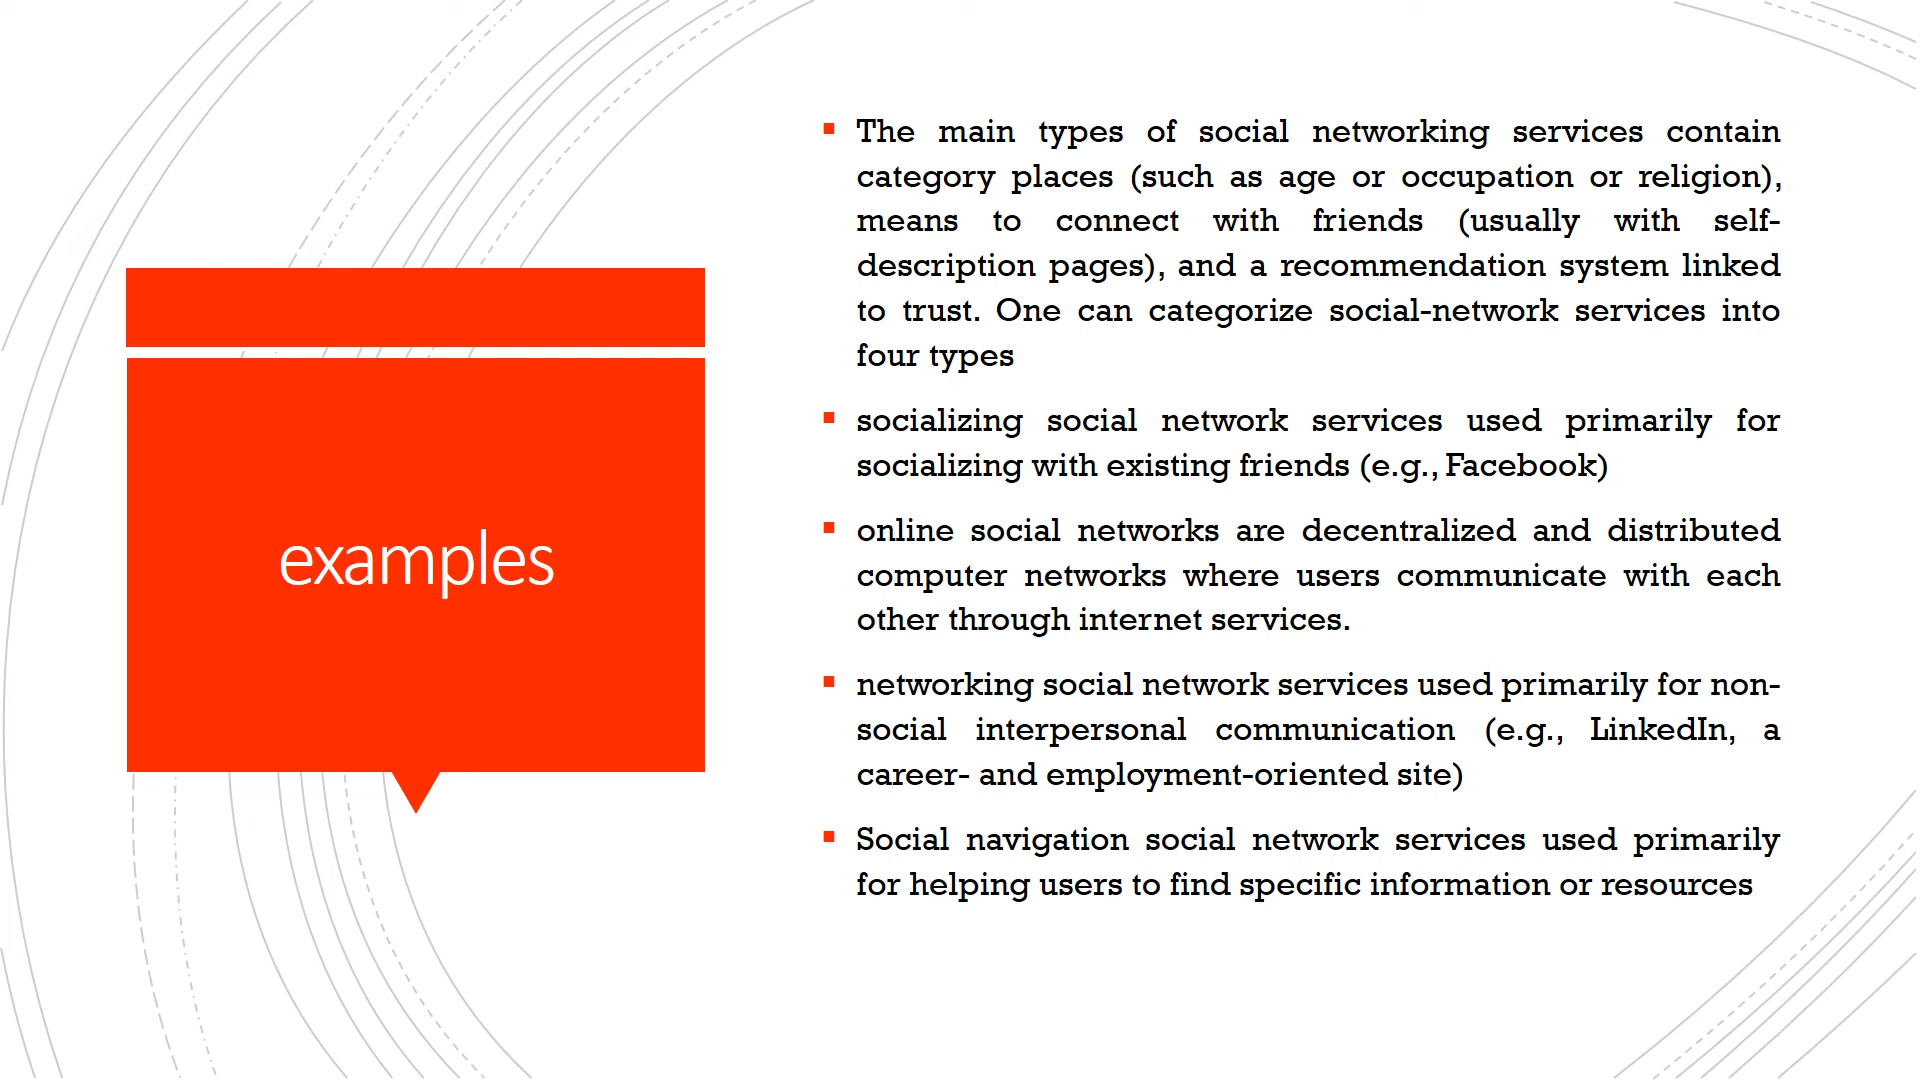 examples
The main types of social networking services contain
category places (such as age or occupation or religion),
means to connect with friends (usually with self-
description pages), and a recommendation system linked
to trust. One can categorize social-network services into
four types
socializing social network services used primarily for
socializing with existing friends (e.g., Facebook)
online social networks are decentralized and distributed
computer networks where users communicate with each
other through internet services.
networking social network services used primarily for non-
social interpersonal communication (e.g., LinkedIn, a
career- and employment-oriented site)
Social navigation social network services used primarily
for helping users to find specific information or resources